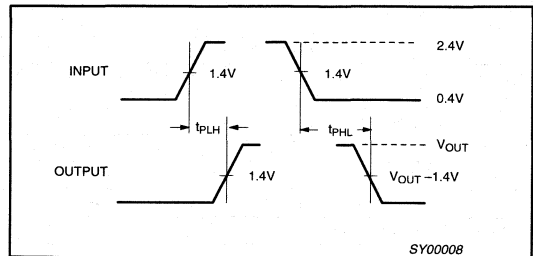 2.4V
INPUT 1.4V 1.4V
0.4V
tPLH tPHL
VOUT
OUTPUT 1.4V VOUT –1.4V
SY00008